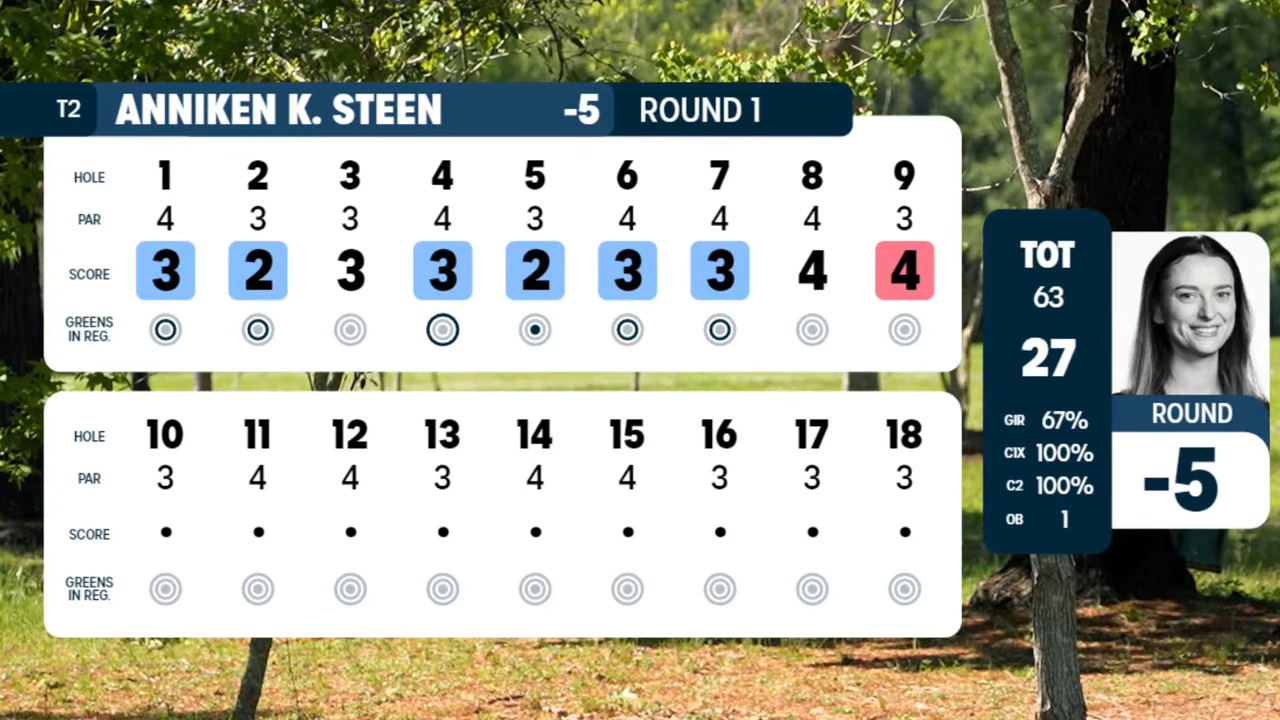 T2 ANNIKEN K. STEEN -5 ROUND 1
HOLE 1 2 3 4 5 6 7 8 9
PAR 4 3 3 4 3 4 4 4 3
SCORE 3 2 3 3 2 3 3 4 4
GREENS
IN REG.
HOLE 10 11 12 13 14 15 16 17 18
PAR 3 4 4 3 4 4 3 3 3
SCORE • • • • • • • • •
GREENS
IN REG.
TOT
63
27
GIR 67%
C1X 100%
C2 100%
OB 1
ROUND
-5